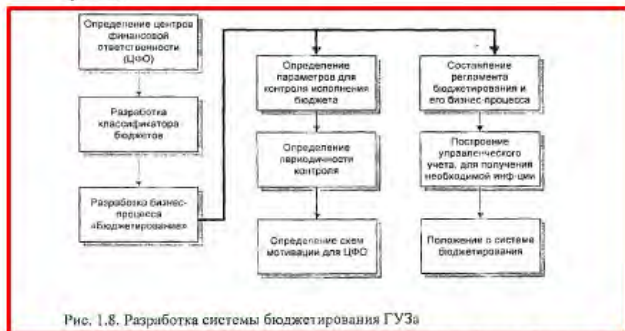 Определение центров
финансовой
ответственности
(ЦФО)
Разработка
классификатора
бюджетов
Разработка бизнес-
процесса
«Бюджетирование»
Определение
параметров для
контроля исполнения
бюджета
Определение
периодичности
контроля
Определение схем
мотивации для ЦФО
Составление
регламента
бюджетирования и
его бизнес-процесса
Построение
управленческого
учета, для получения
необходимой инф-ции
Положение о системе
бюджетирования
Рис. 1.8. Разработка системы бюджетирования ГУЗа